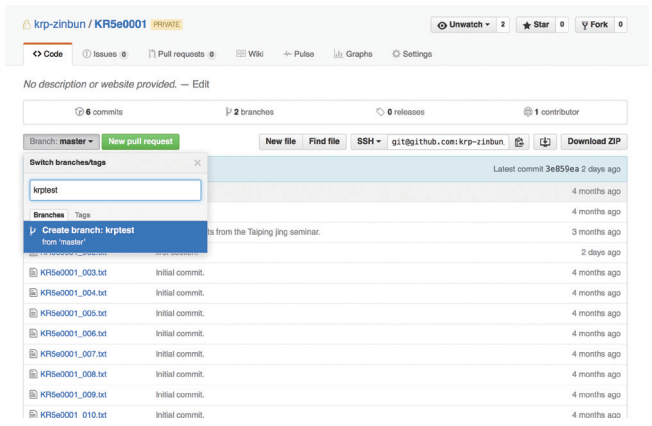 krp-zinbun / KR5e0001 PRIVATE Unwatch 2 Star 0 Fork 0
Code Issues 0 Pull requests 0 Wiki Pulse Graphs Settings
No description or website provided. — Edit
6 commits 2 branches 0 releases 1 contributor
Branch: master New pull request New file Find file SSH git@github.com:krp-zinbun Download ZIP
Switch branches/tags ×
Latest commit 3e859ea 2 days ago
krptest
4 months ago
Branches Tags
4 months ago
Create branch: krptest
from 'master'
ts from the Taiping jing seminar. 3 months ago
2 days ago
KR5e0001_003.txt Initial commit. 4 months ago
KR5e0001_004.txt Initial commit. 4 months ago
KR5e0001_005.txt Initial commit. 4 months ago
KR5e0001_006.txt Initial commit. 4 months ago
KR5e0001_007.txt Initial commit. 4 months ago
KR5e0001_008.txt Initial commit. 4 months ago
KR5e0001_009.txt Initial commit. 4 months ago
KR5e0001_010.txt Initial commit. 4 months ago